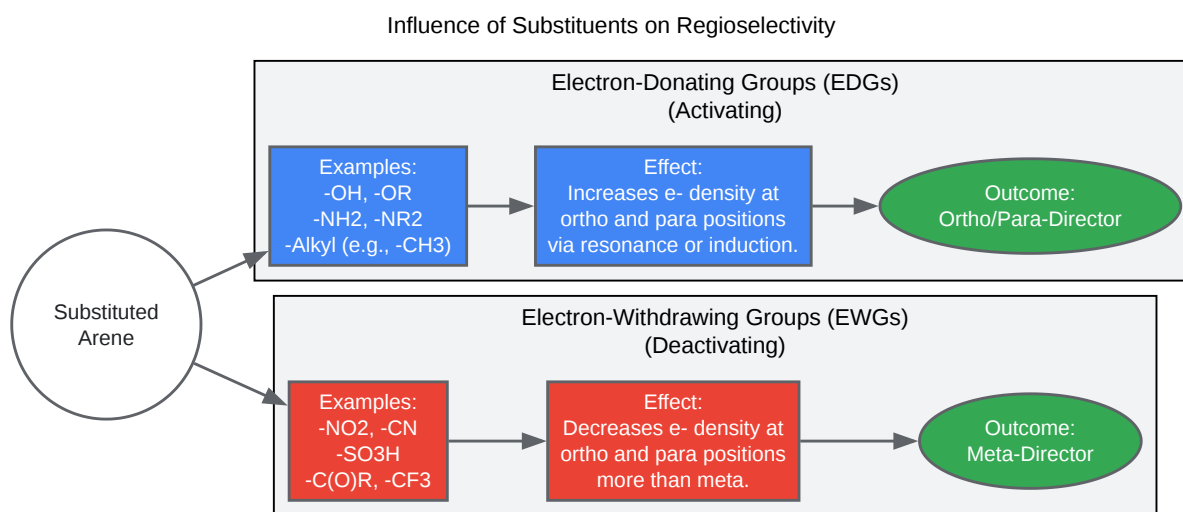 Influence of Substituents on Regioselectivity
Electron-Donating Groups (EDGs)
(Activating)
Examples:
-OH, -OR
-NH2, -NR2
-Alkyl (e.g., -CH3)
Effect:
Increases e- density at
ortho and para positions
via resonance or induction.
Outcome:
Ortho/Para-Director
Substituted
Arene
Electron-Withdrawing Groups (EWGs)
(Deactivating)
Examples:
-NO2, -CN
-SO3H
-C(O)R, -CF3
Effect:
Decreases e- density at
ortho and para positions
more than meta.
Outcome:
Meta-Director